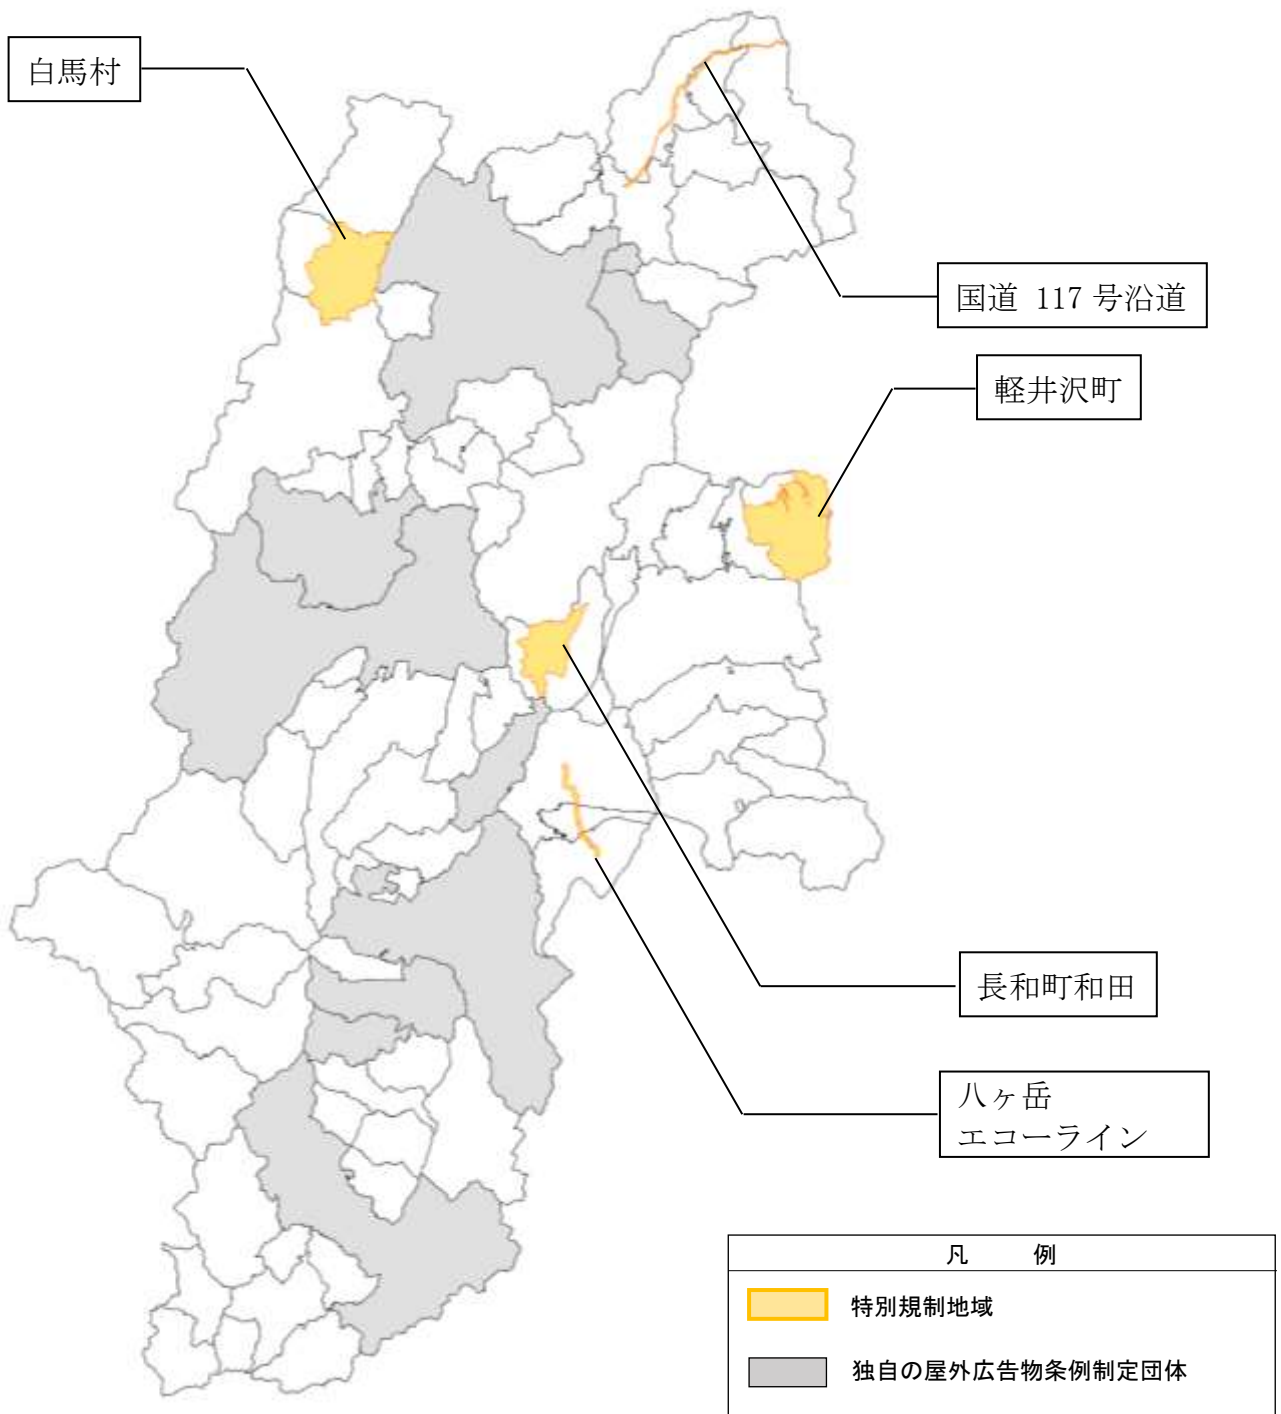 白馬村
国道 117 号沿道
軽井沢町
長和町和田
八ヶ岳
エコーライン
凡 例
特別規制地域
独自の屋外広告物条例制定団体